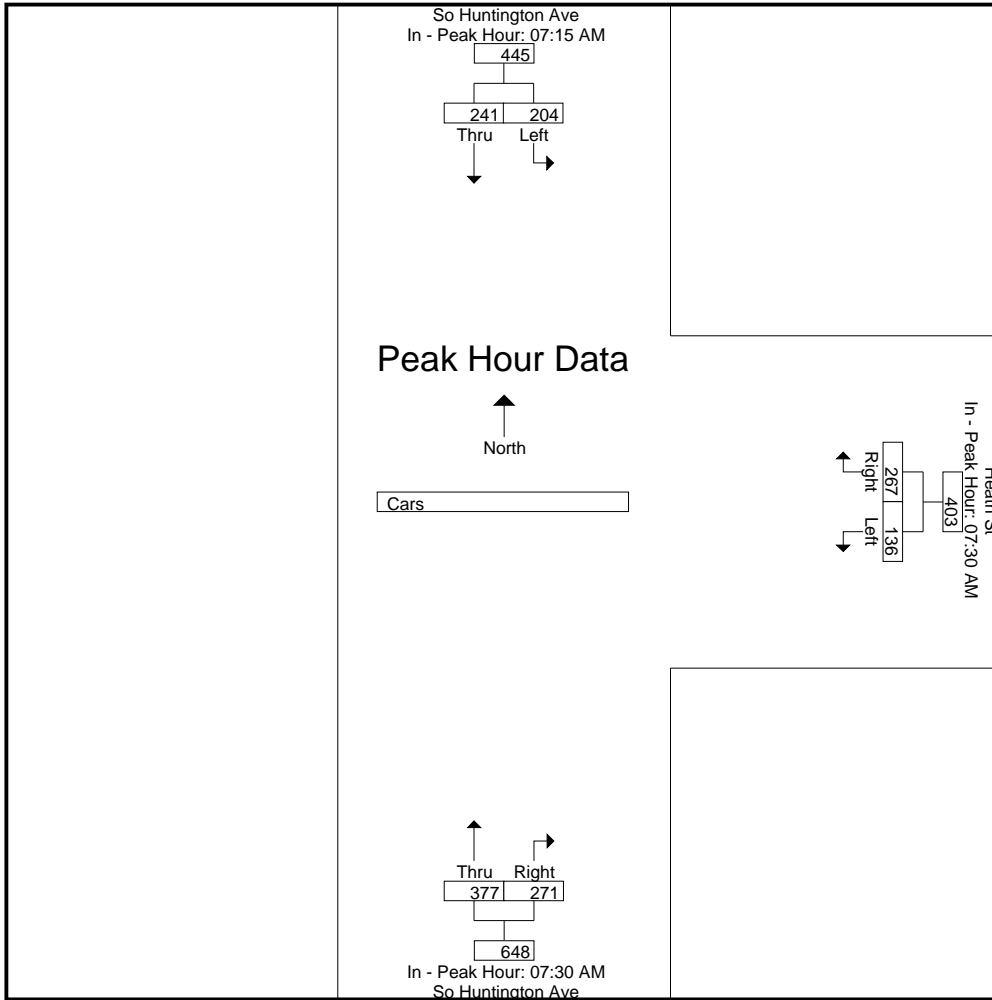 So Huntington Ave
In - Peak Hour: 07:15 AM
445
241 204
Thru Left
Peak Hour Data
North
Cars
Heath St
In - Peak Hour: 07:30 AM
403
267 136
Right Left
Thru Right
377 271
648
In - Peak Hour: 07:30 AM
So Huntington Ave